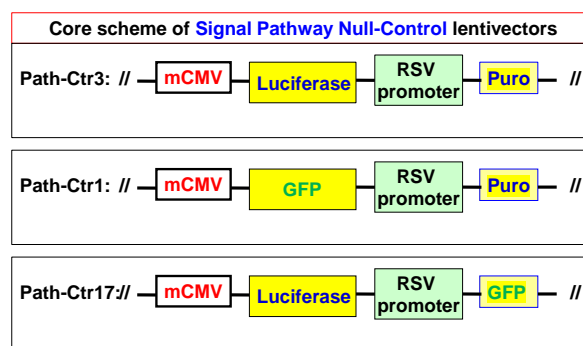 Core scheme of Signal Pathway Null-Control lentivectors
Path-Ctr3: // mCMV Luciferase RSV promoter Puro //
Path-Ctr1: // mCMV GFP RSV promoter Puro //
Path-Ctr17:// mCMV Luciferase RSV promoter GFP //